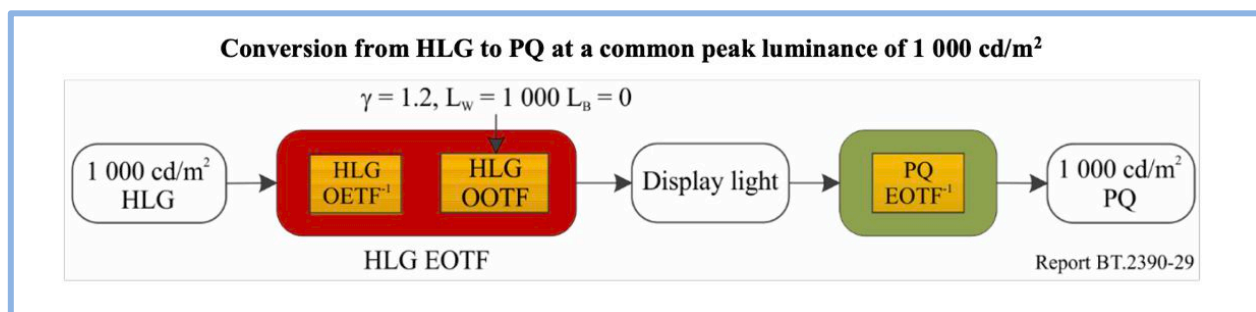 Conversion from HLG to PQ at a common peak luminance of 1 000 cd/m²
γ = 1.2, L_W = 1 000 L_B = 0
1 000 cd/m²
HLG
HLG
OETF⁻¹
HLG
OOTF
Display light
PQ
EOTF⁻¹
1 000 cd/m²
PQ
HLG EOTF
Report BT.2390-29